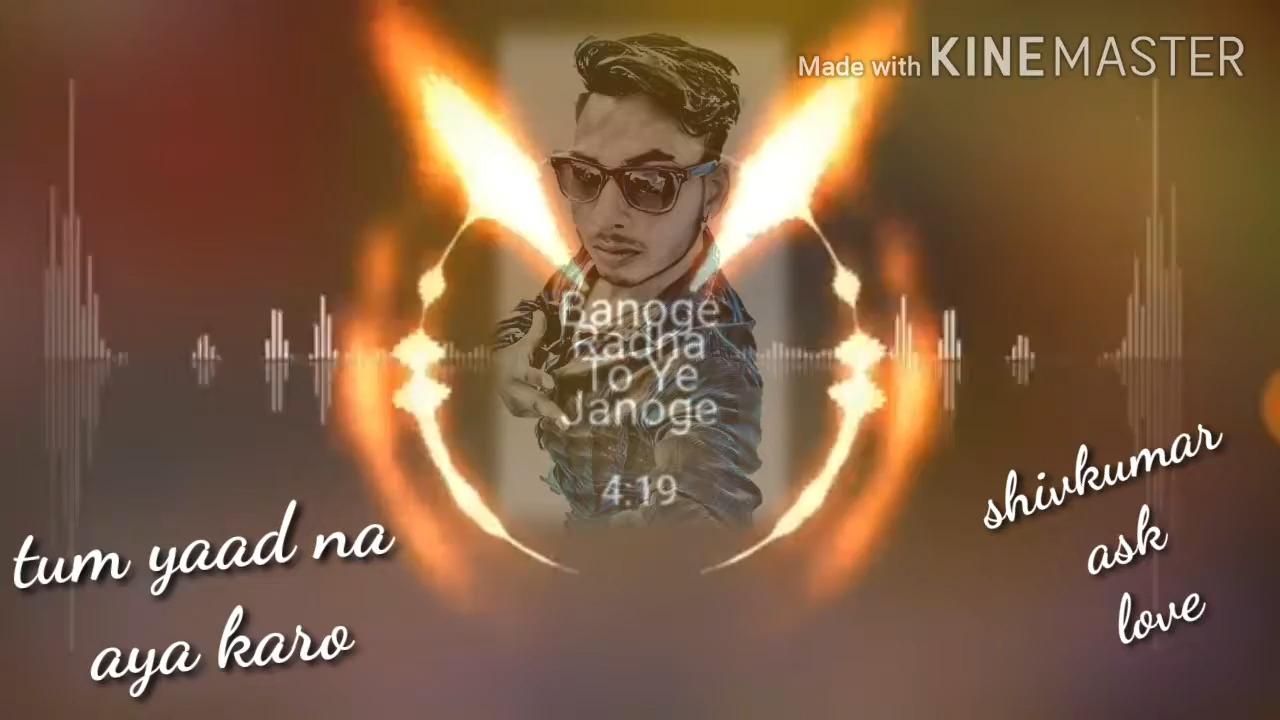 Made with KINEMASTER
Banoge
Radha
To Ye
Janoge
4:19
tum yaad na
aya karo
shivkumar
ask
love